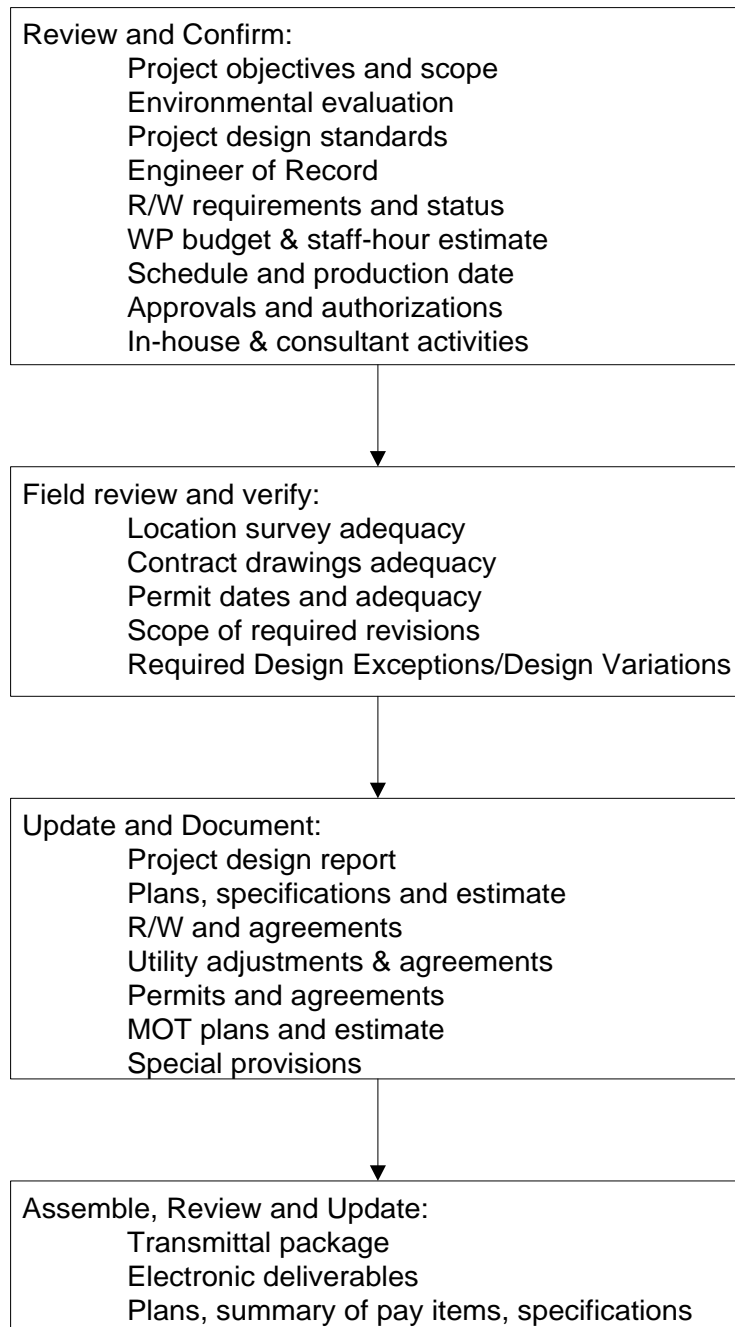 Review and Confirm:
Project objectives and scope
Environmental evaluation
Project design standards
Engineer of Record
R/W requirements and status
WP budget & staff-hour estimate
Schedule and production date
Approvals and authorizations
In-house & consultant activities
Field review and verify:
Location survey adequacy
Contract drawings adequacy
Permit dates and adequacy
Scope of required revisions
Required Design Exceptions/Design Variations
Update and Document:
Project design report
Plans, specifications and estimate
R/W and agreements
Utility adjustments & agreements
Permits and agreements
MOT plans and estimate
Special provisions
Assemble, Review and Update:
Transmittal package
Electronic deliverables
Plans, summary of pay items, specifications